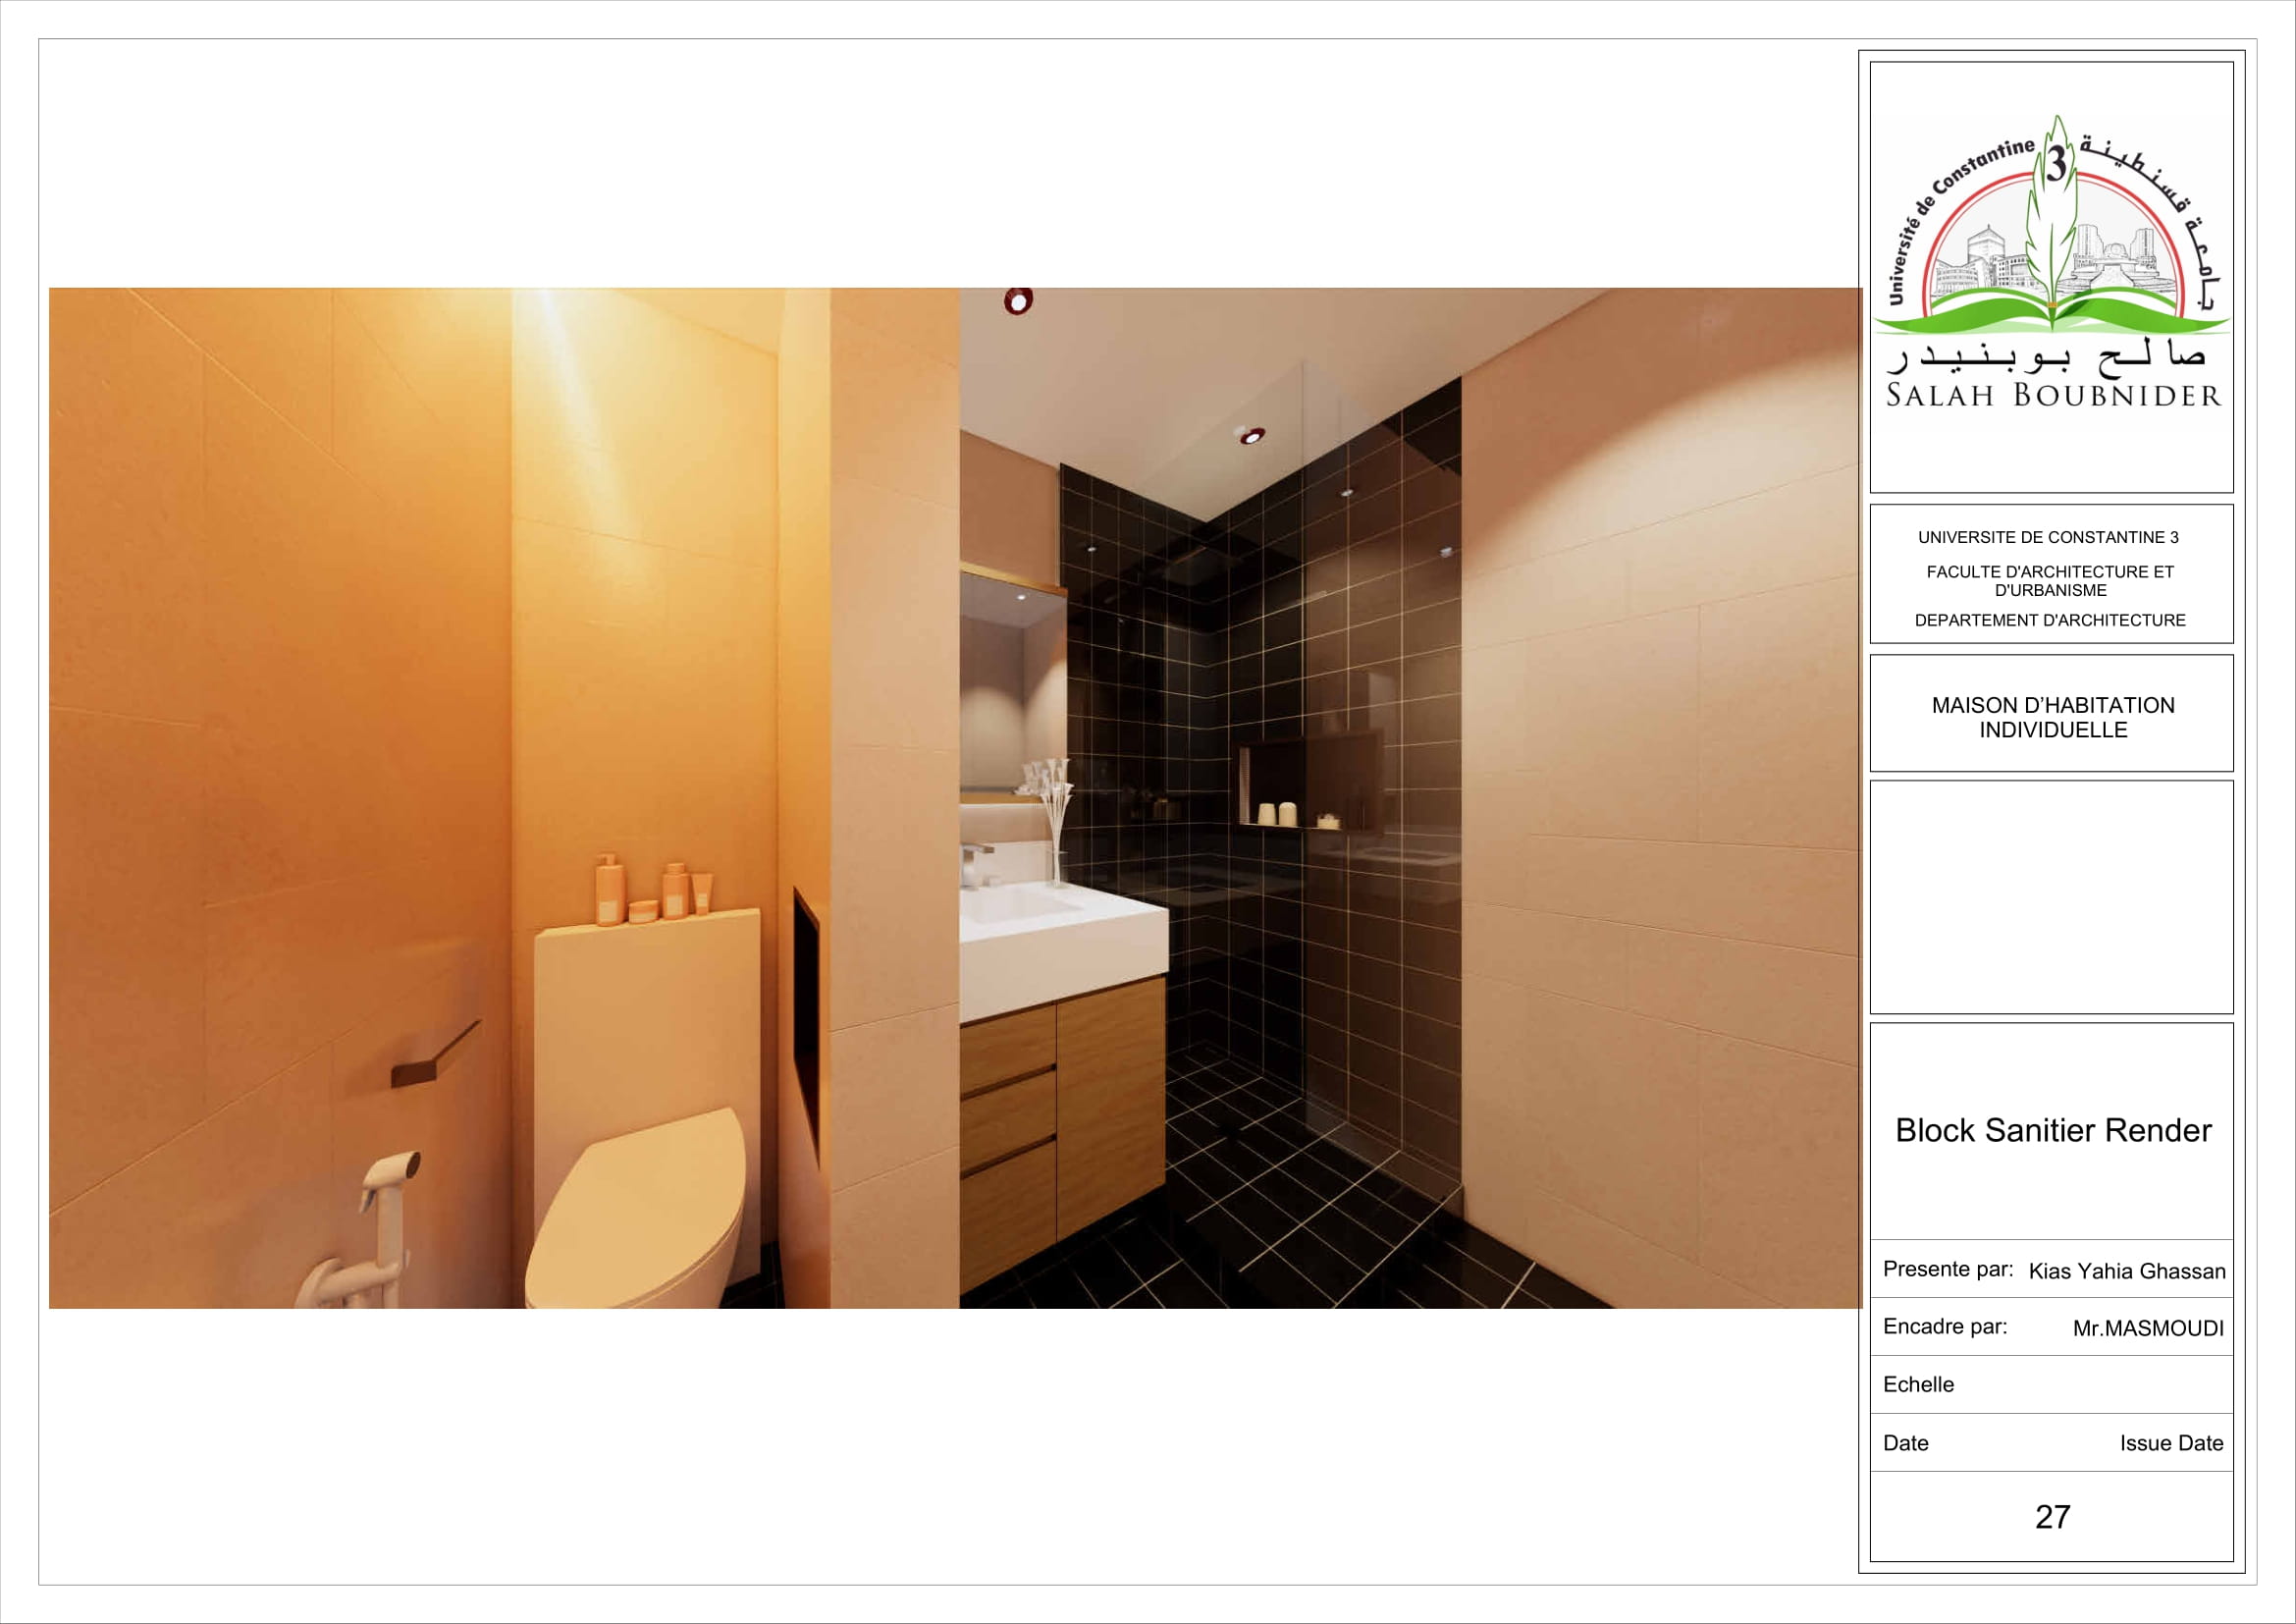 Université de Constantine 3 جامعة قسنطينة
صالح بوبنيدر
SALAH BOUBNIDER
UNIVERSITE DE CONSTANTINE 3
FACULTE D'ARCHITECTURE ET
D'URBANISME
DEPARTEMENT D'ARCHITECTURE
MAISON D’HABITATION
INDIVIDUELLE
Block Sanitier Render
Presente par: Kias Yahia Ghassan
Encadre par: Mr.MASMOUDI
Echelle
Date Issue Date
27